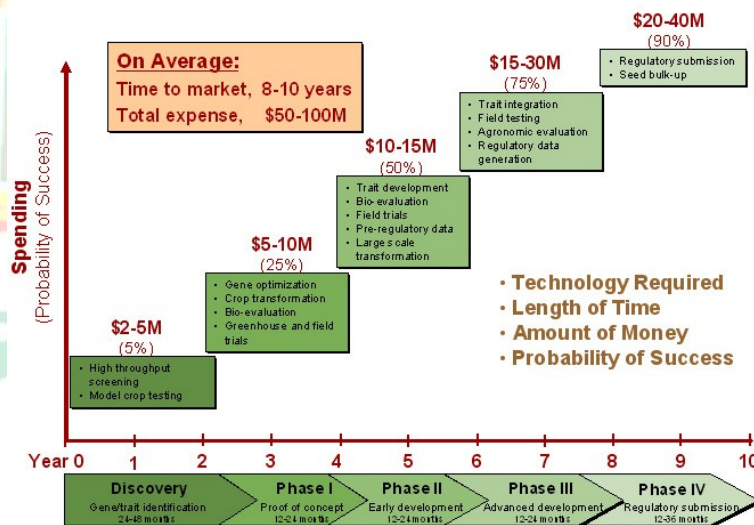 $20-40M
(90%)
• Regulatory submission
• Seed bulk-up
On Average:
Time to market, 8-10 years
Total expense, $50-100M
$15-30M
(75%)
• Trait integration
• Field testing
• Agronomic evaluation
• Regulatory data
generation
$10-15M
(50%)
• Trait development
• Bio-evaluation
• Field trials
• Pre-regulatory data
• Large scale
transformation
Spending
(Probability of Success)
$5-10M
(25%)
• Gene optimization
• Crop transformation
• Bio-evaluation
• Greenhouse and field
trials
• Technology Required
• Length of Time
• Amount of Money
• Probability of Success
$2-5M
(5%)
• High throughput
screening
• Model crop testing
Year 0 1 2 3 4 5 6 7 8 9 10
Discovery
Gene/trait identification
24-48 months
Phase I
Proof of concept
12-24 months
Phase II
Early development
12-24 months
Phase III
Advanced development
12-24 months
Phase IV
Regulatory submission
12-36 months